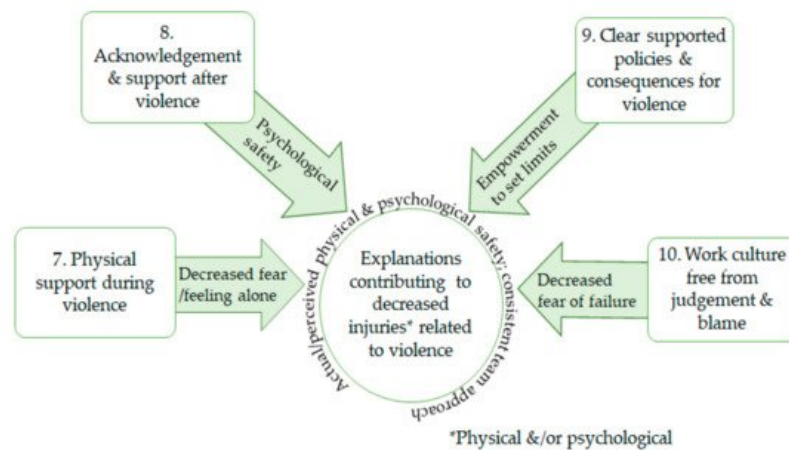 8.
Acknowledgement
& support after
violence
9. Clear supported
policies &
consequences for
violence
Psychological
safety
Empowerment
to set limits
7. Physical
support during
violence
Decreased fear
/feeling alone
Actual/perceived physical & psychological safety; consistent team approach
Explanations
contributing to
decreased
injuries* related
to violence
Decreased
fear of failure
10. Work culture
free from
judgement &
blame
*Physical &/or psychological